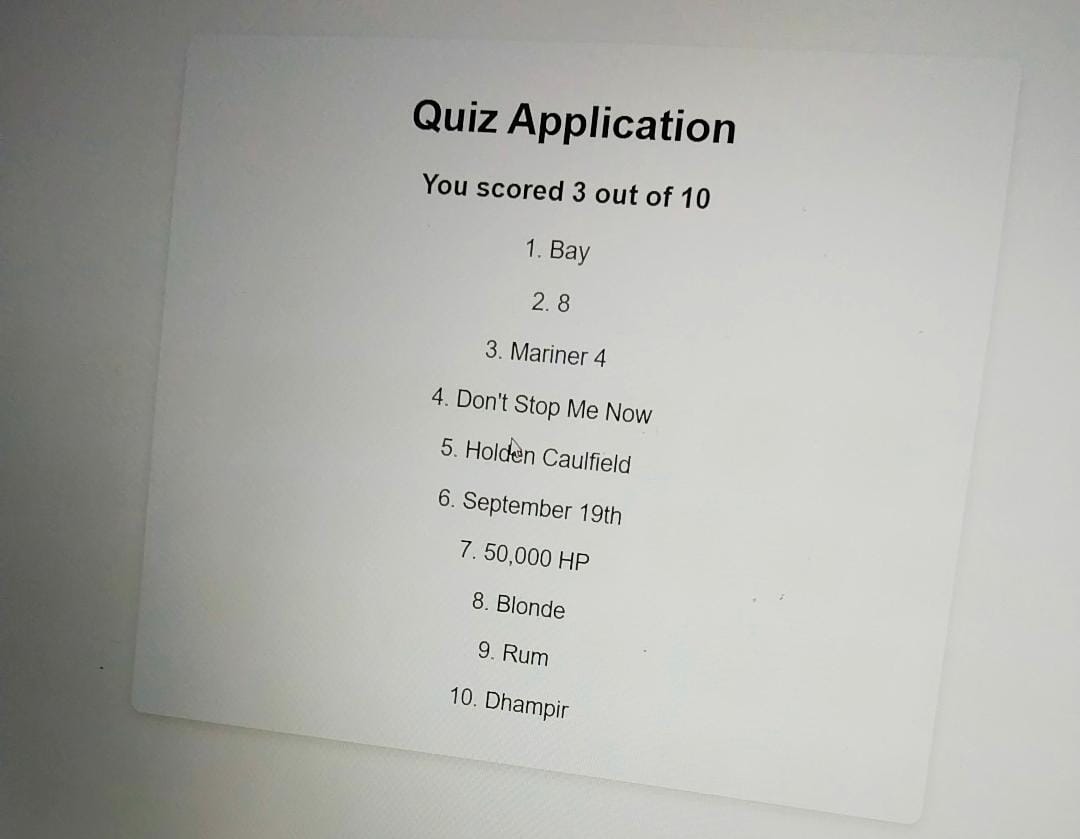 Quiz Application
You scored 3 out of 10
1. Bay
2. 8
3. Mariner 4
4. Don't Stop Me Now
5. Holden Caulfield
6. September 19th
7. 50,000 HP
8. Blonde
9. Rum
10. Dhampir